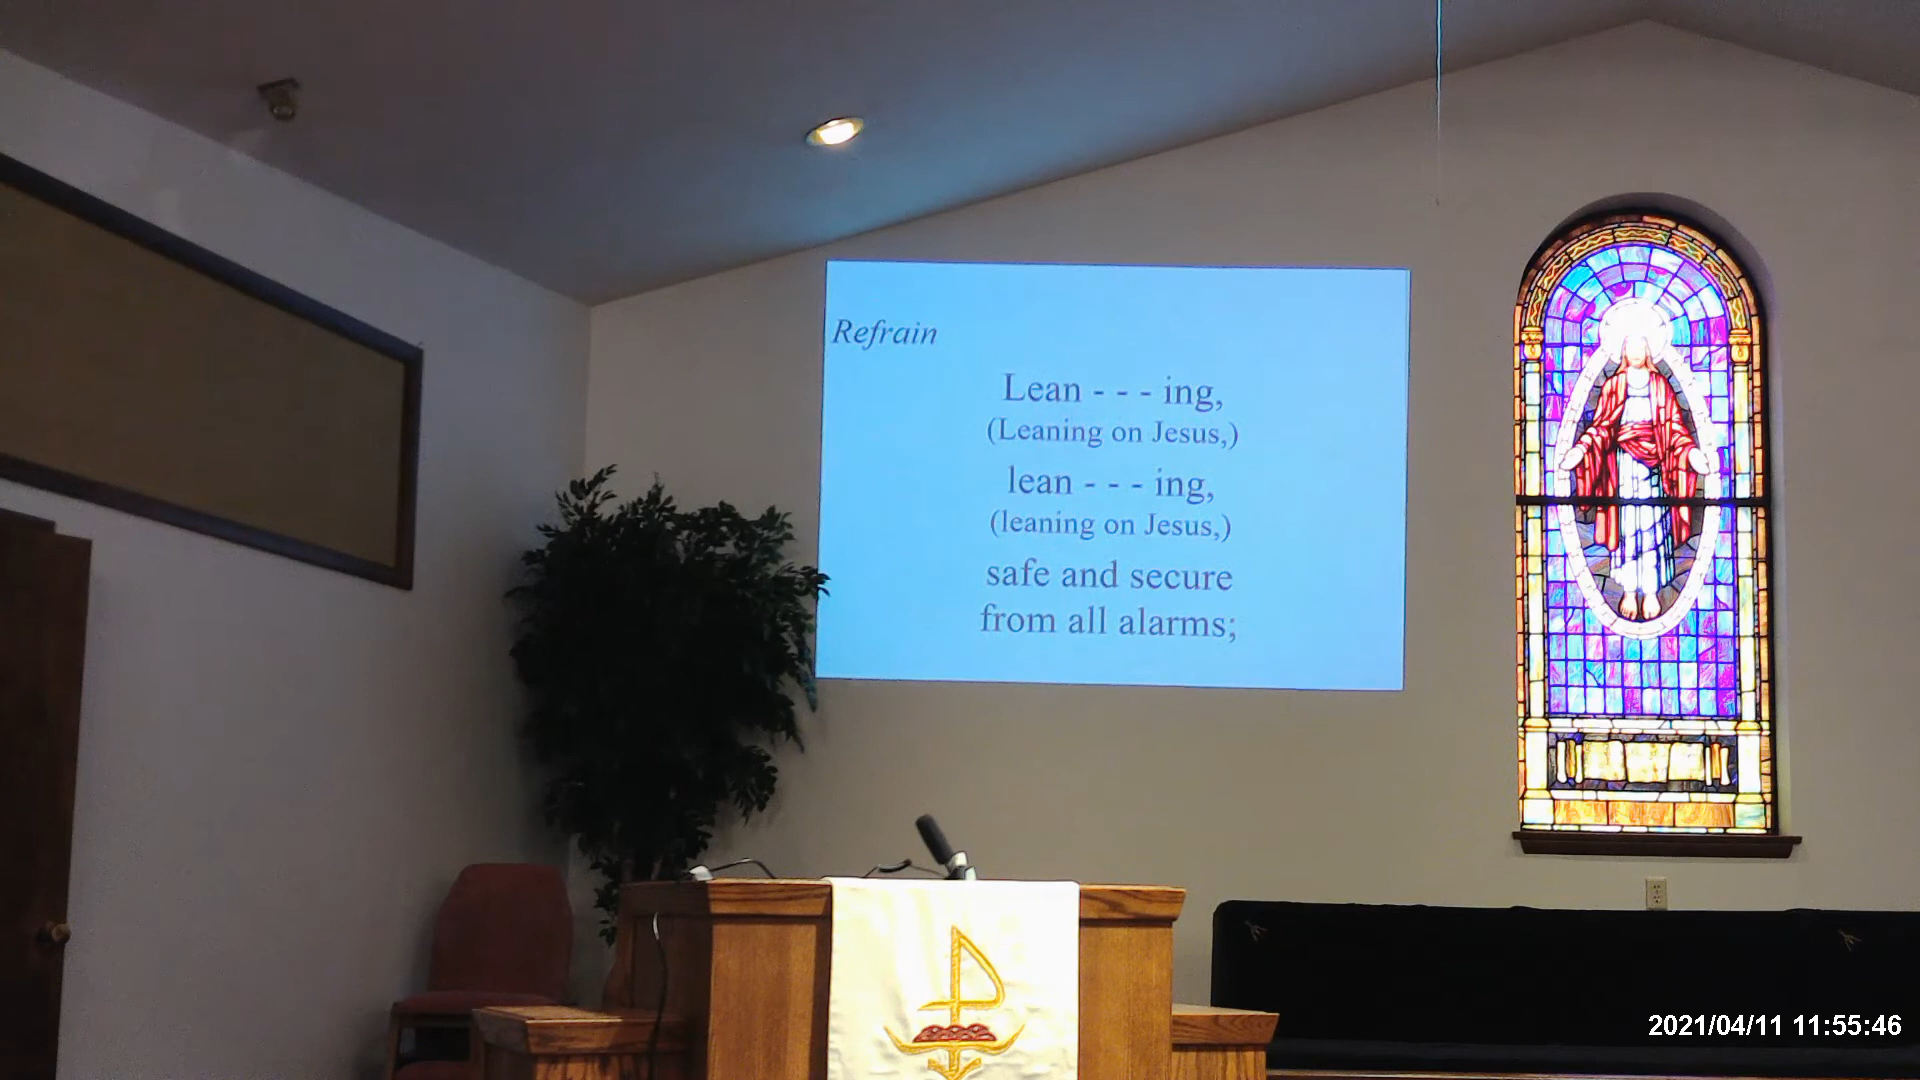 Refrain
Lean - - - ing,
(Leaning on Jesus,)
lean - - - ing,
(leaning on Jesus,)
safe and secure
from all alarms;
2021/04/11 11:55:46